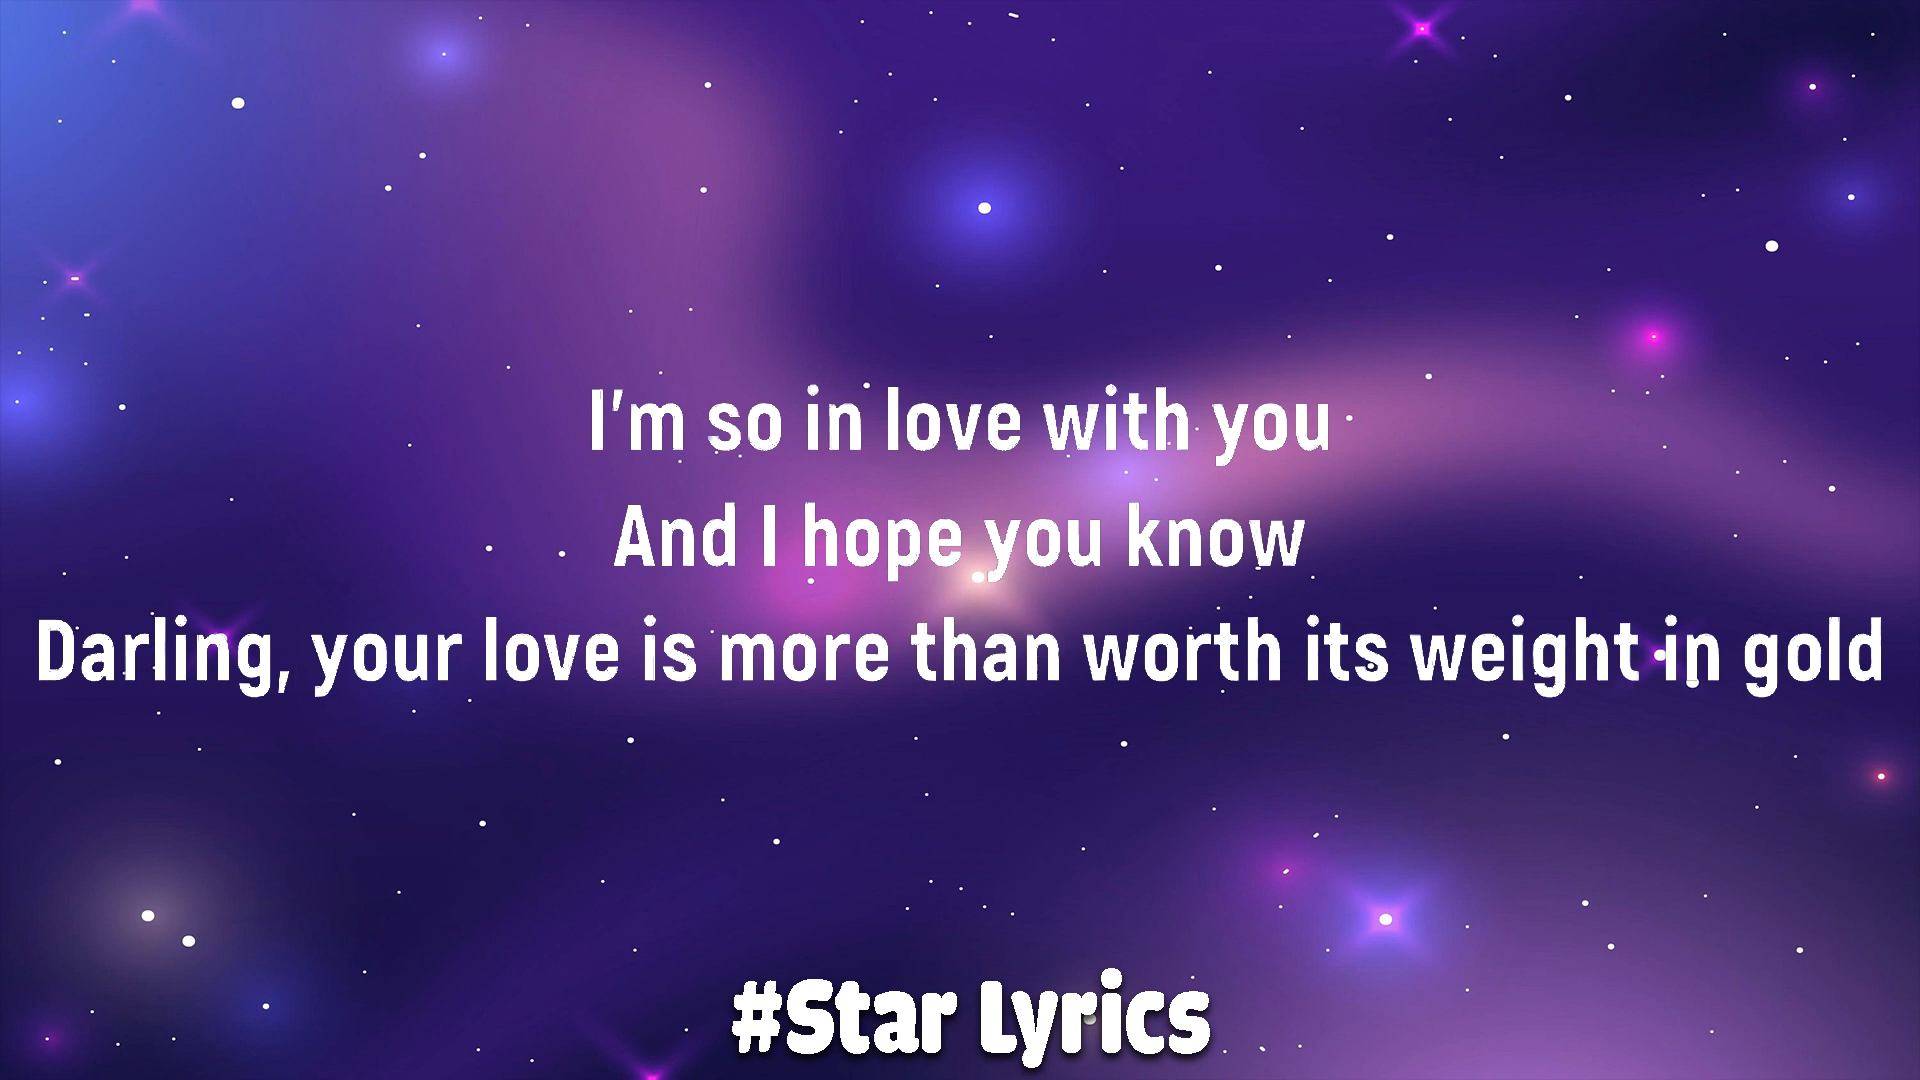 I'm so in love with you
And I hope you know
Darling, your love is more than worth its weight in gold
#Star Lyrics